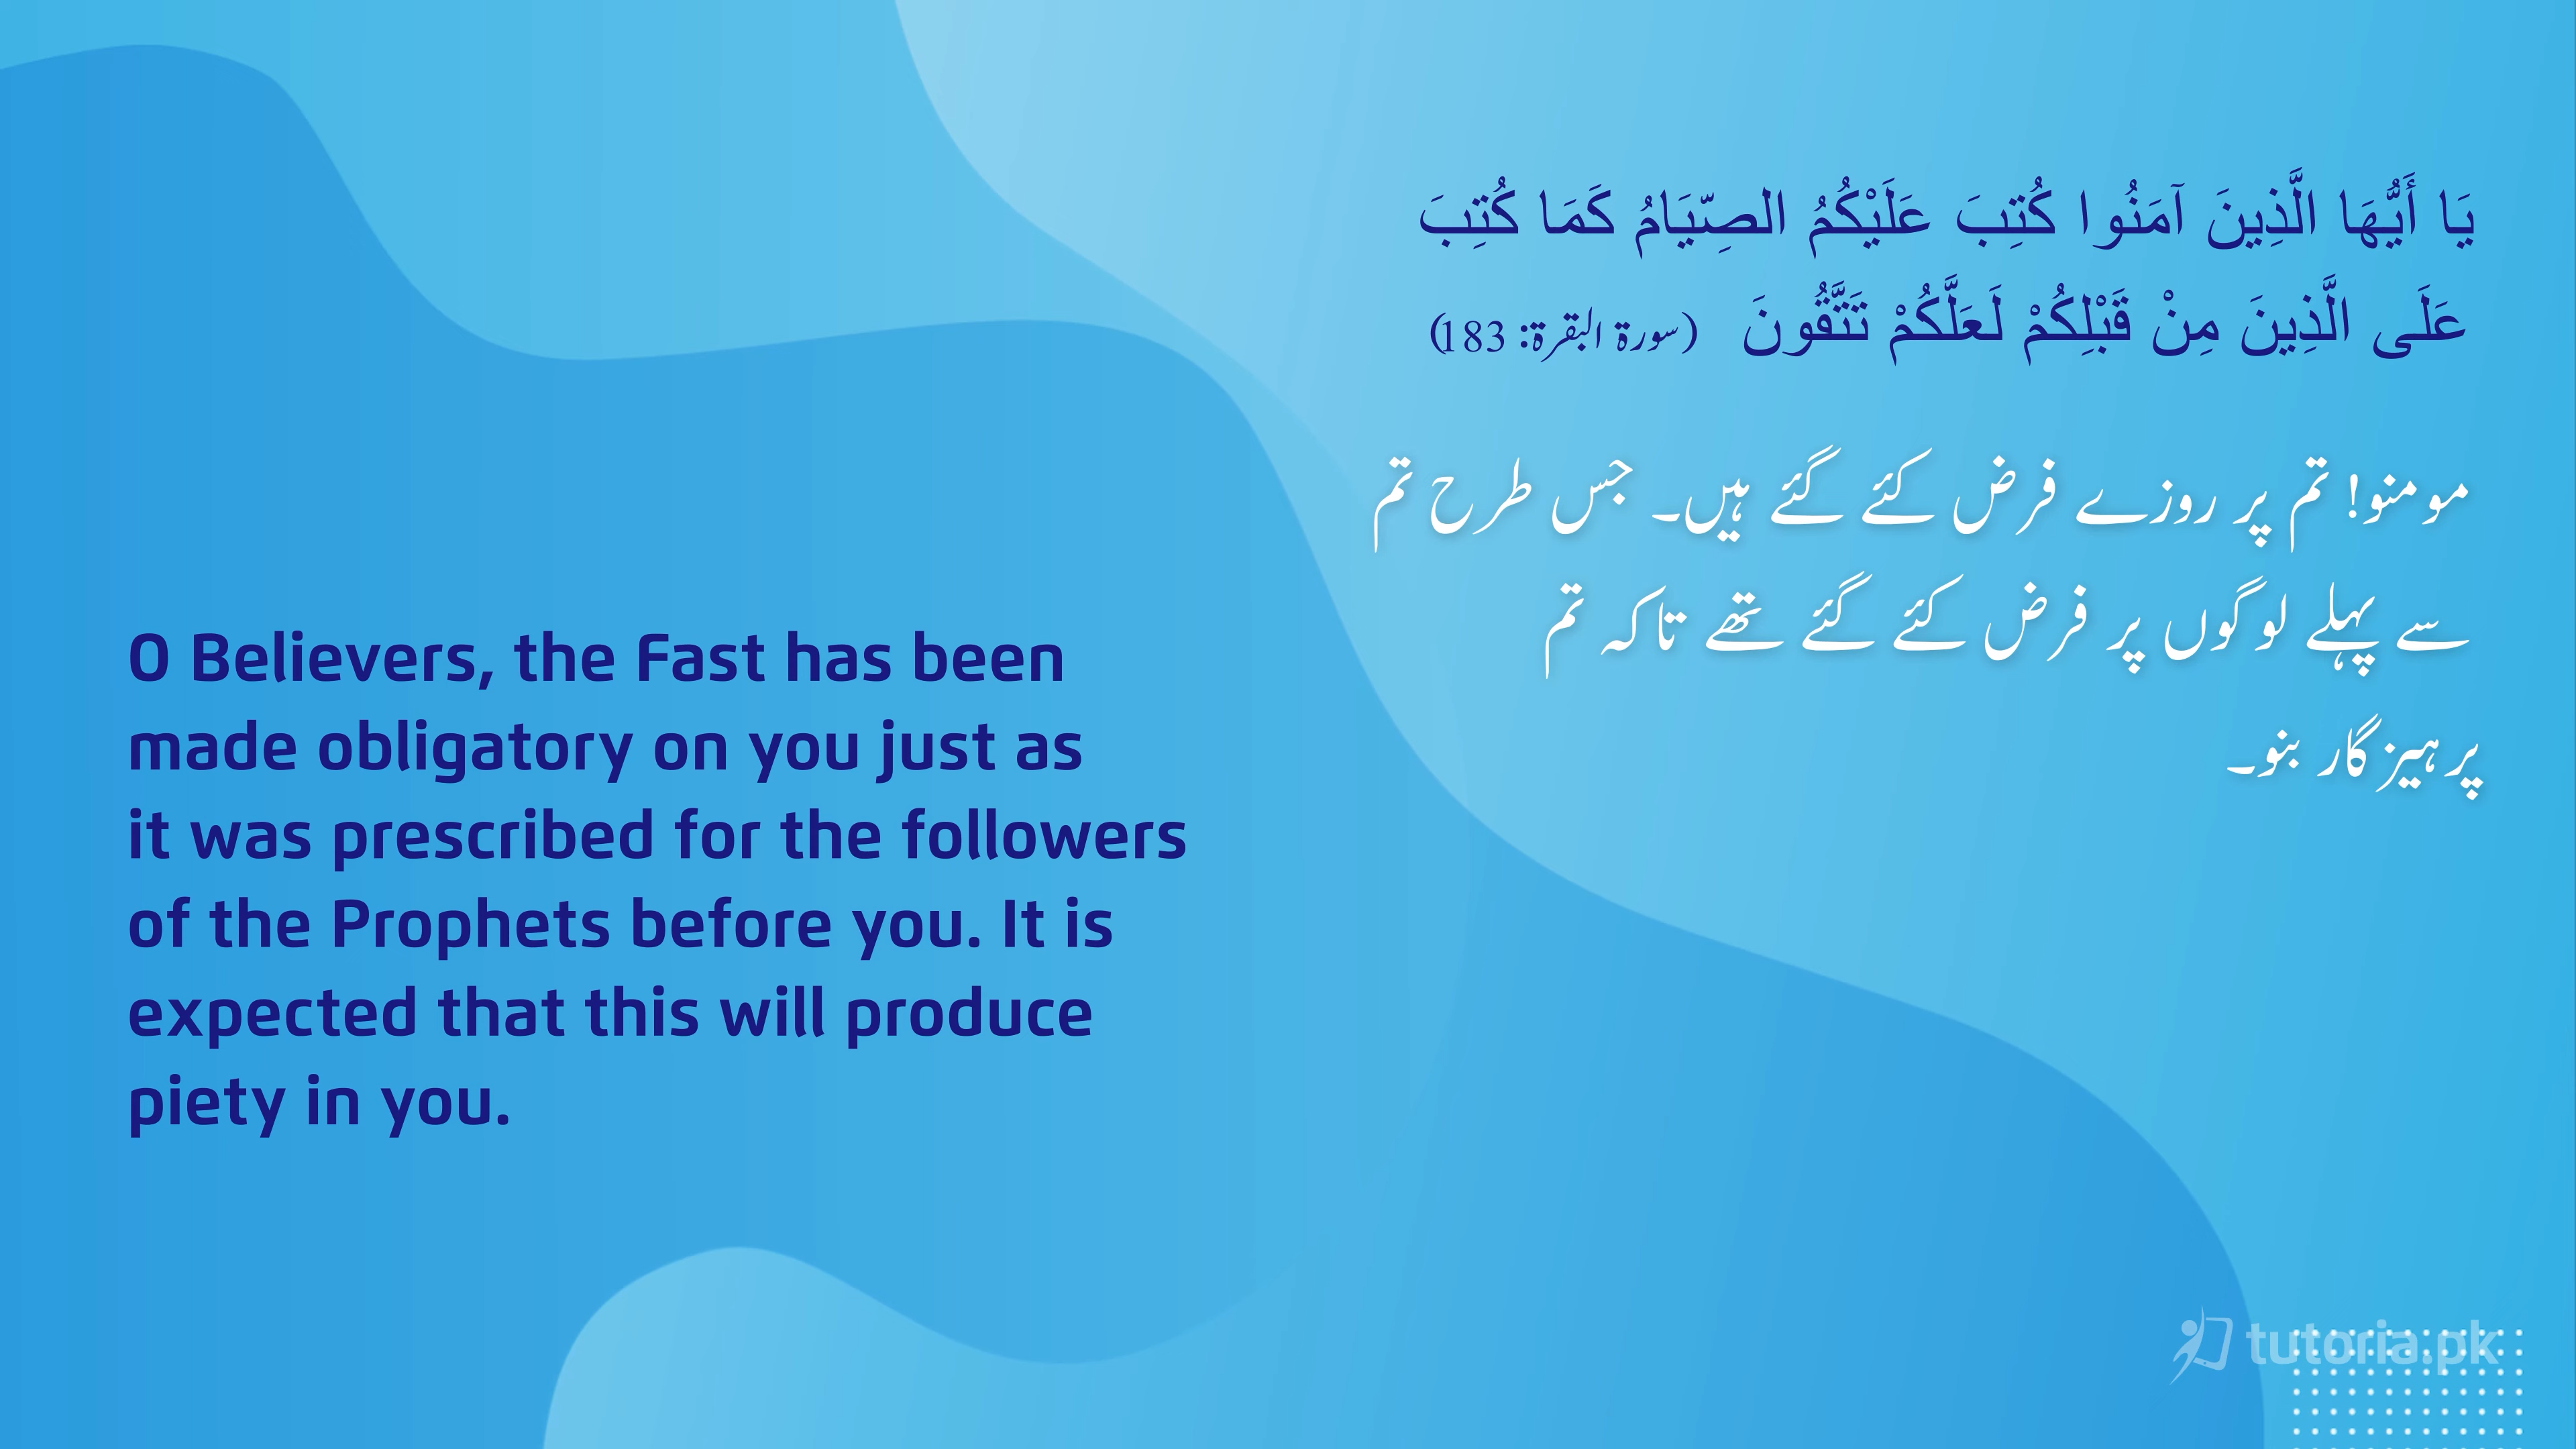 يَا أَيُّهَا الَّذِينَ آمَنُوا كُتِبَ عَلَيْكُمُ الصِّيَامُ كَمَا كُتِبَ
عَلَى الَّذِينَ مِنْ قَبْلِكُمْ لَعَلَّكُمْ تَتَّقُونَ (سورة البقرة: 183)
مومنو! تم پر روزے فرض کئے گئے ہیں۔ جس طرح تم
سے پہلے لوگوں پر فرض کئے گئے تھے تاکہ تم
پرہیزگار بنو۔
O Believers, the Fast has been
made obligatory on you just as
it was prescribed for the followers
of the Prophets before you. It is
expected that this will produce
piety in you.
tutoria.pk